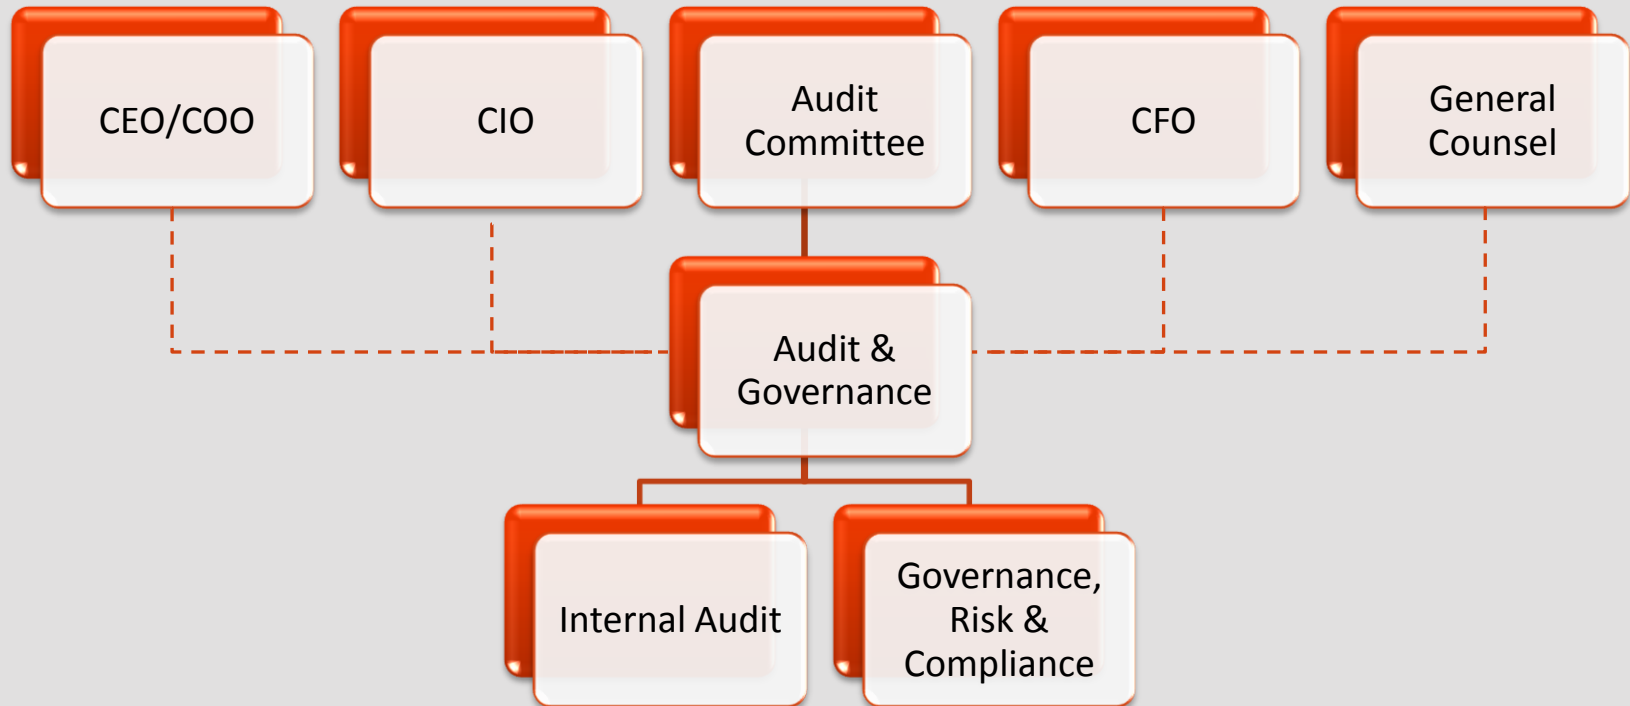 CEO/COO
CIO
Audit
Committee
CFO
General
Counsel
Audit &
Governance
Internal Audit
Governance,
Risk &
Compliance